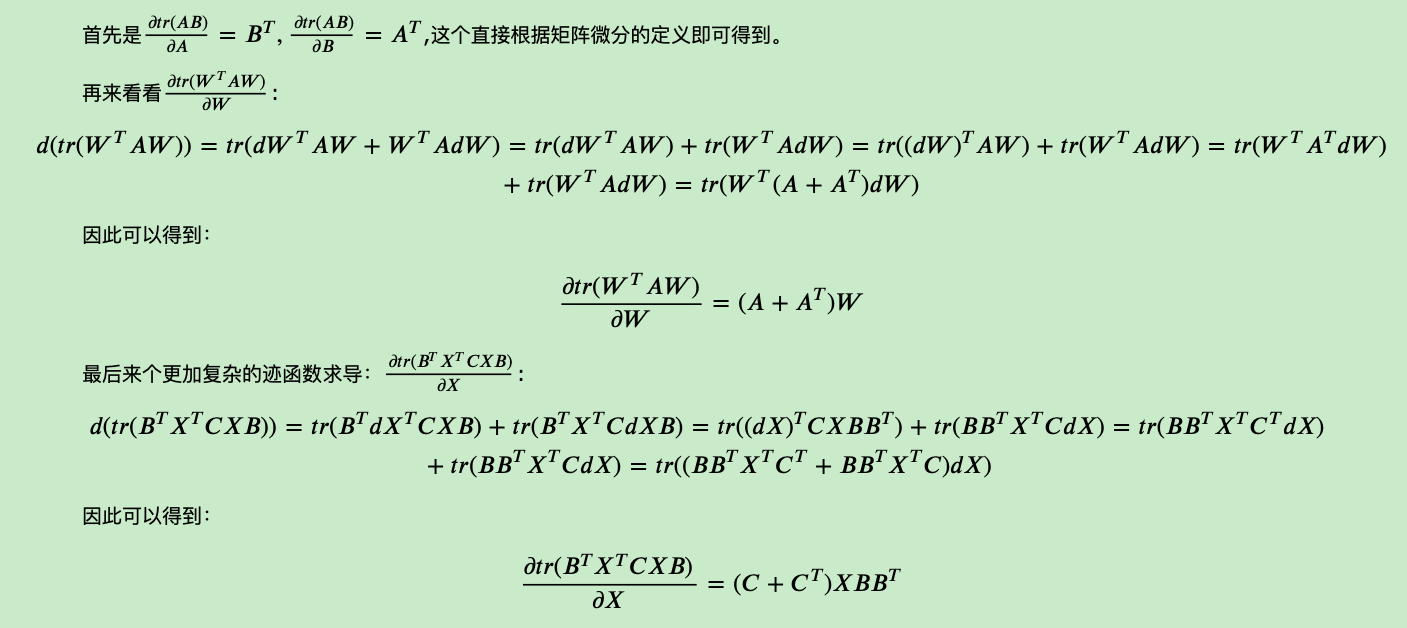 首先是 $\frac{\partial tr(AB)}{\partial A} = B^T$, $\frac{\partial tr(AB)}{\partial B} = A^T$,这个直接根据矩阵微分的定义即可得到。
再来看看 $\frac{\partial tr(W^TAW)}{\partial W}$:
$d(tr(W^TAW)) = tr(dW^TAW + W^TAdW) = tr(dW^TAW) + tr(W^TAdW) = tr((dW)^TAW) + tr(W^TAdW) = tr(W^TA^TdW)$
$+ tr(W^TAdW) = tr(W^T(A + A^T)dW)$
因此可以得到：
$\frac{\partial tr(W^TAW)}{\partial W} = (A + A^T)W$
最后来个更加复杂的迹函数求导： $\frac{\partial tr(B^TX^TCXB)}{\partial X}$:
$d(tr(B^TX^TCXB)) = tr(B^TdX^TCXB) + tr(B^TX^TCdXB) = tr((dX)^TCXBB^T) + tr(BB^TX^TCdX) = tr(BB^TX^TC^TdX)$
$+ tr(BB^TX^TCdX) = tr((BB^TX^TC^T + BB^TX^TC)dX)$
因此可以得到：
$\frac{\partial tr(B^TX^TCXB)}{\partial X} = (C + C^T)XBB^T$